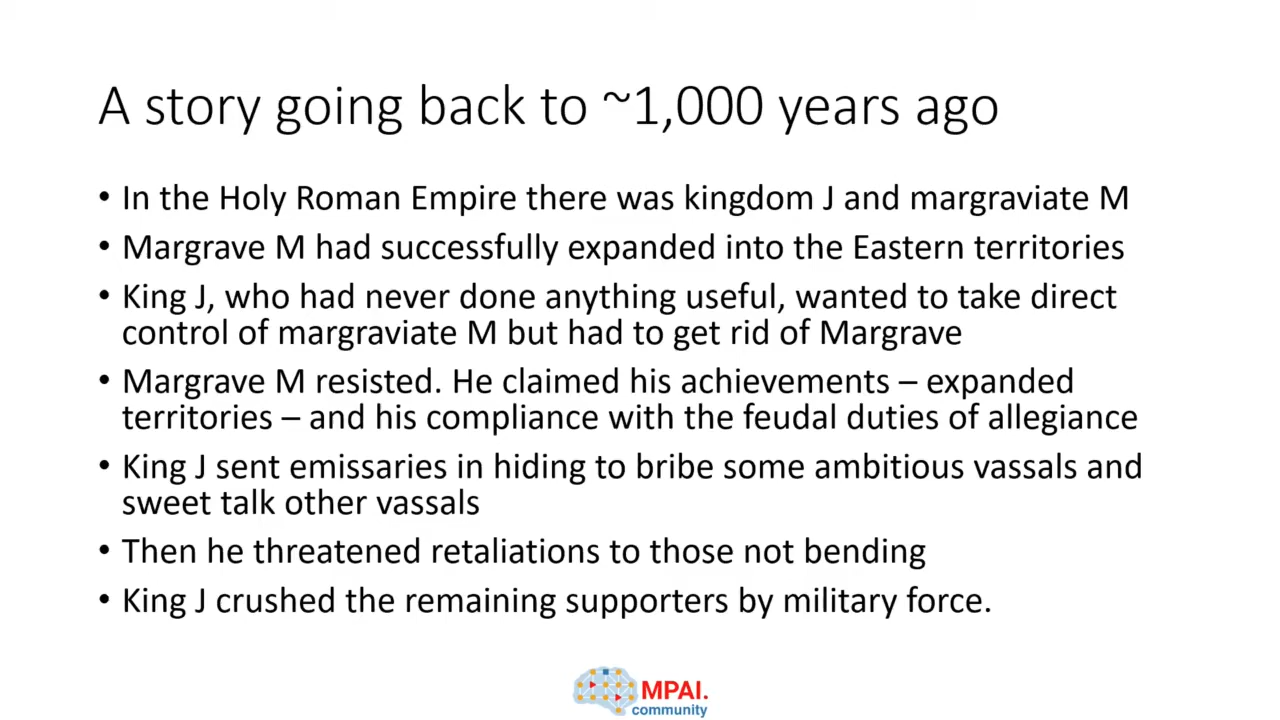 A story going back to ~1,000 years ago
• In the Holy Roman Empire there was kingdom J and margraviate M
• Margrave M had successfully expanded into the Eastern territories
• King J, who had never done anything useful, wanted to take direct
control of margraviate M but had to get rid of Margrave
• Margrave M resisted. He claimed his achievements – expanded
territories – and his compliance with the feudal duties of allegiance
• King J sent emissaries in hiding to bribe some ambitious vassals and
sweet talk other vassals
• Then he threatened retaliations to those not bending
• King J crushed the remaining supporters by military force.
MPAI.
community